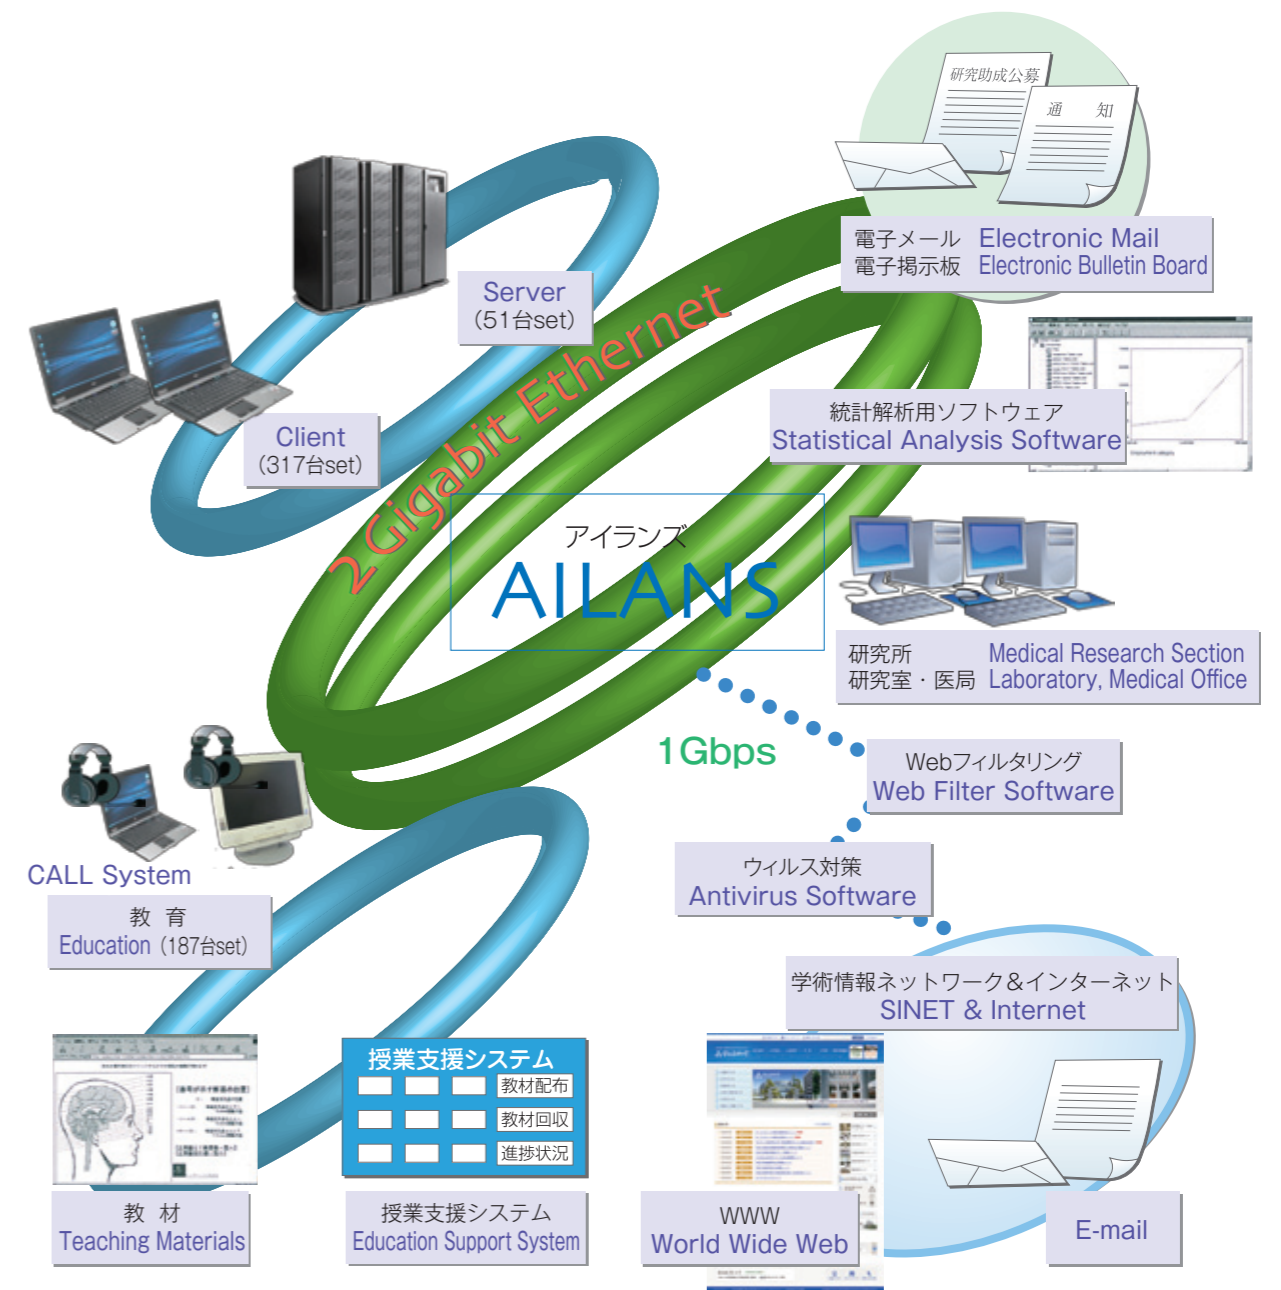 研究助成公募
通 知
電子メール Electronic Mail
電子掲示板 Electronic Bulletin Board
Server
(51台set)
Client
(317台set)
2 Gigabit Ethernet
統計解析用ソフトウェア
Statistical Analysis Software
アイランズ
AILANS
研究所 Medical Research Section
研究室・医局 Laboratory, Medical Office
1Gbps
Webフィルタリング
Web Filter Software
ウィルス対策
Antivirus Software
CALL System
教 育
Education (187台set)
学術情報ネットワーク&インターネット
SINET & Internet
授業支援システム
教材配布
教材回収
進捗状況
教 材
Teaching Materials
授業支援システム
Education Support System
WWW
World Wide Web
E-mail